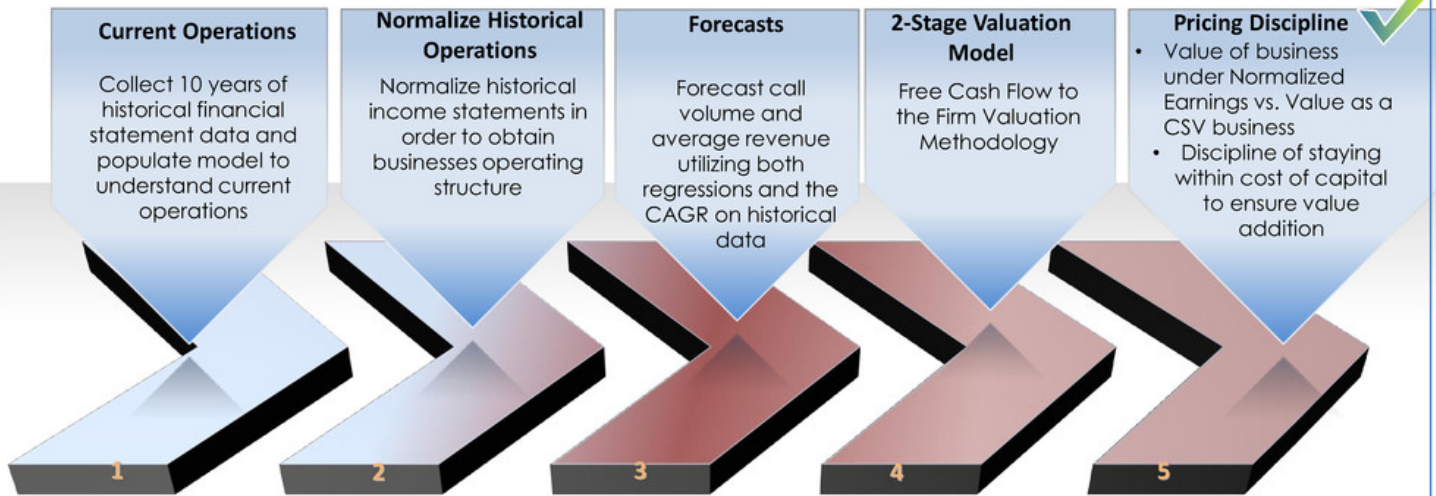 Current Operations
Collect 10 years of
historical financial
statement data and
populate model to
understand current
operations
Normalize Historical
Operations
Normalize historical
income statements in
order to obtain
businesses operating
structure
Forecasts
Forecast call
volume and
average revenue
utilizing both
regressions and the
CAGR on historical
data
2-Stage Valuation
Model
Free Cash Flow to
the Firm Valuation
Methodology
Pricing Discipline
• Value of business
under Normalized
Earnings vs. Value as a
CSV business
• Discipline of staying
within cost of capital
to ensure value
addition
1
2
3
4
5